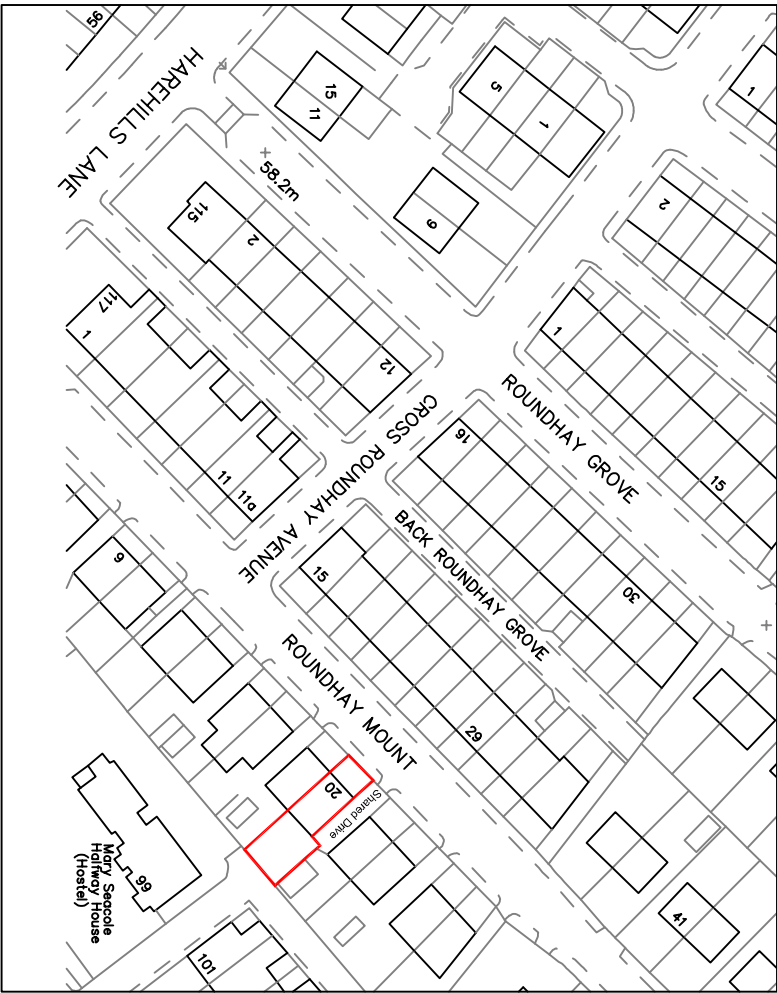 56
HAREHILLS LANE
15
11
5
1
1
58.2m
9
2
115
2
12
117
1
11
11a
1
15
ROUNDHAY GROVE
CROSS ROUNDHAY AVENUE
16
30
BACK ROUNDHAY GROVE
15
29
9
ROUNDHAY MOUNT
20
Shared Drive
Mary Seacole
Halfway House
(Hostel)
99
101
41